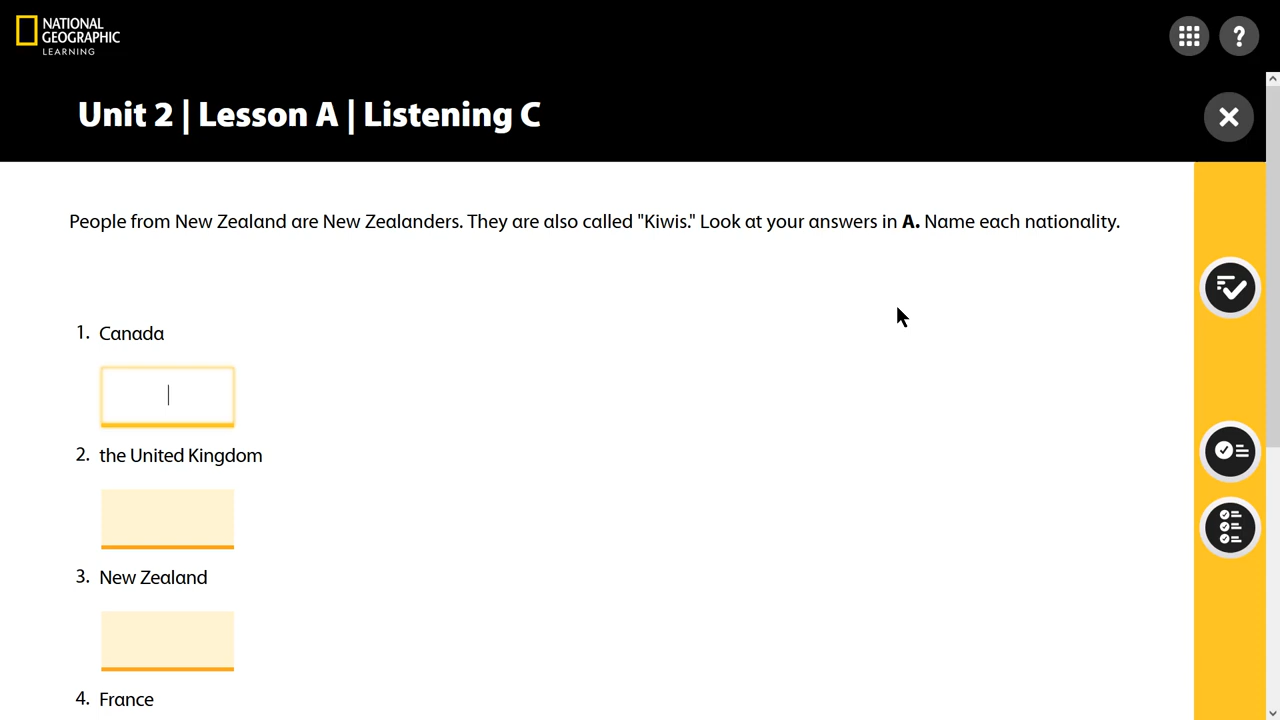 NATIONAL
GEOGRAPHIC
LEARNING
?
Unit 2 | Lesson A | Listening C
People from New Zealand are New Zealanders. They are also called "Kiwis." Look at your answers in A. Name each nationality.
1. Canada
2. the United Kingdom
3. New Zealand
4. France